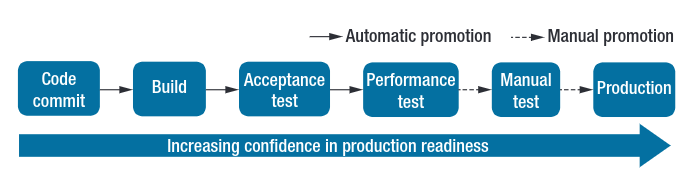 Automatic promotion
Manual promotion
Code
commit
Build
Acceptance
test
Performance
test
Manual
test
Production
Increasing confidence in production readiness